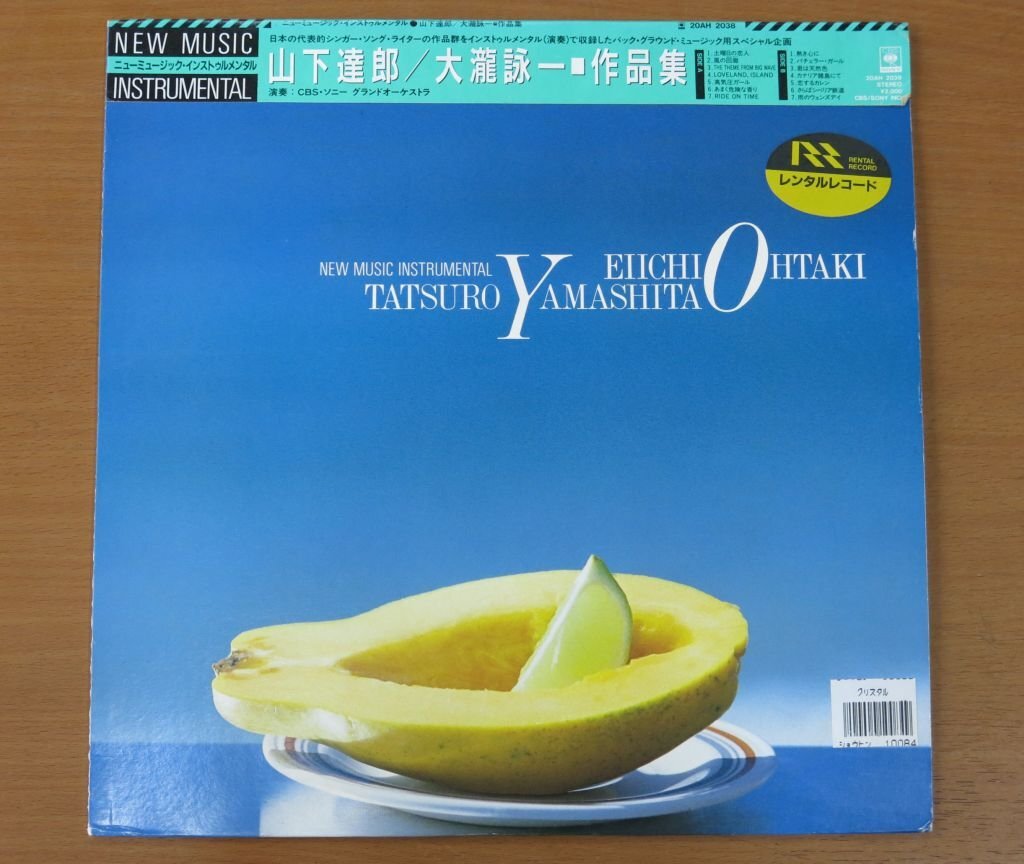 ニューミュージック・インストゥルメンタル●山下達郎/大瀧詠一■作品集
20AH 2038
NEW MUSIC
ニューミュージック・インストゥルメンタル
INSTRUMENTAL
日本の代表的シンガー・ソング・ライターの作品群をインストゥルメンタル(演奏)で収録したバック・グラウンド・ミュージック用スペシャル企画
山下達郎/大瀧詠一■作品集
演奏:CBS・ソニー グランドオーケストラ
SIDE A
1. 土曜日の恋人
2. 風の回廊
3. THE THEME FROM BIG WAVE
4. LOVELAND, ISLAND
5. 高気圧ガール
6. あまく危険な香り
7. RIDE ON TIME
SIDE B
1. 熱き心に
2. バチェラー・ガール
3. 君は天然色
4. カナリア諸島にて
5. 恋するカレン
6. さらばシベリア鉄道
7. 雨のウェンズデイ
20AH 2038
STEREO
¥2,000
CBS/SONY INC.
RR
RENTAL
RECORD
レンタルレコード
NEW MUSIC INSTRUMENTAL
EIICHI OHTAKI
TATSURO YAMASHITA
クリスタル
ショウヒン 10084